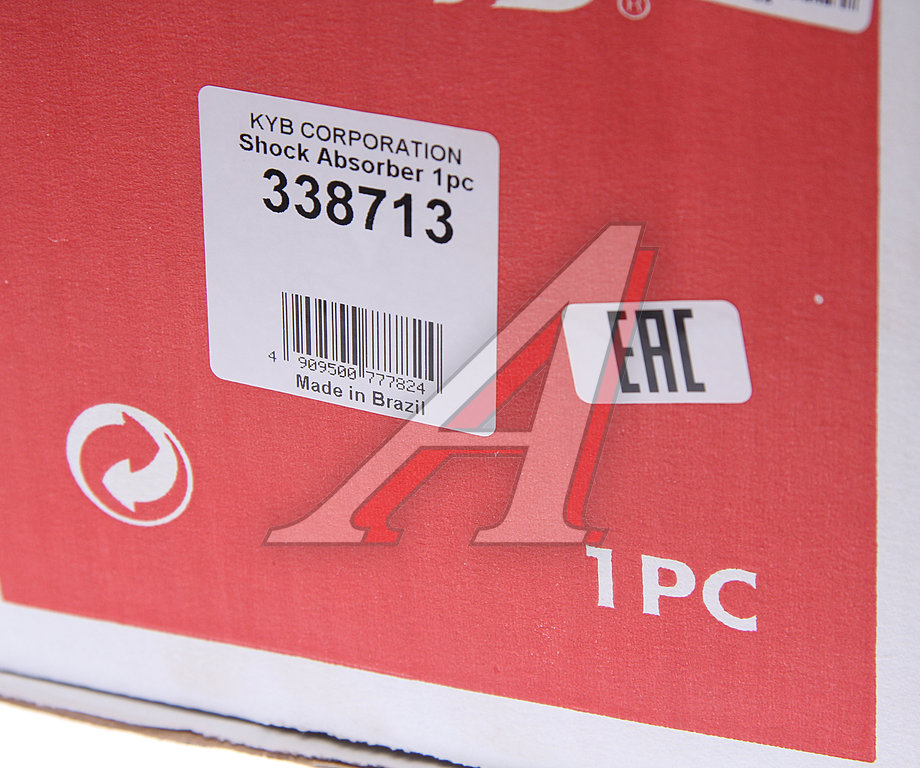 ®
KYB CORPORATION
Shock Absorber 1pc
338713
4 909500 777824
Made in Brazil
EAC
A
1PC